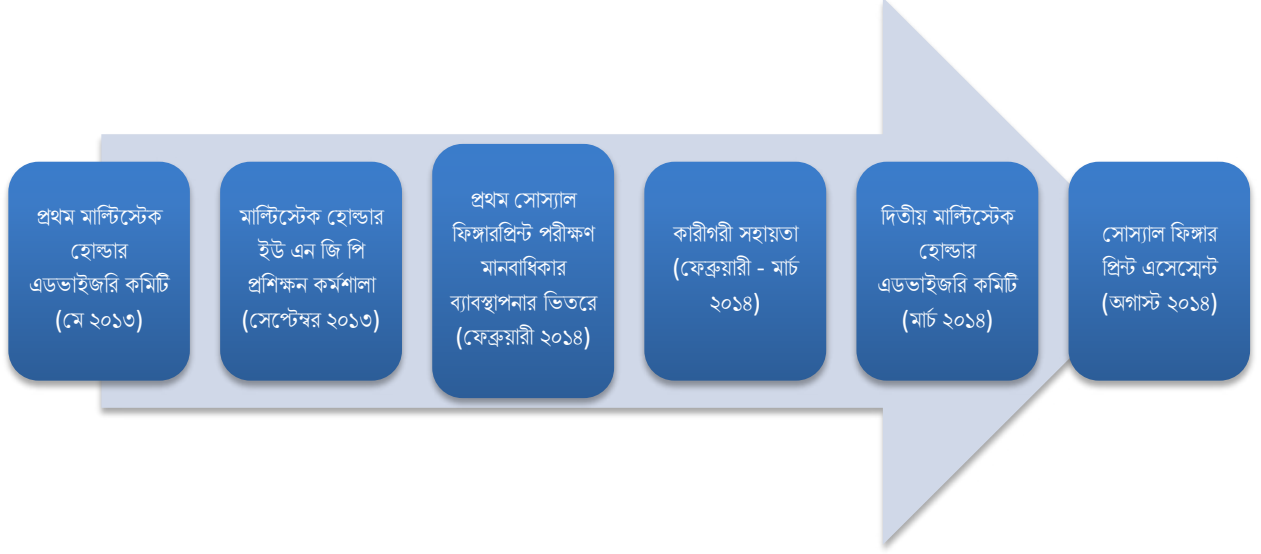 প্রথম মাল্টিস্টেক
হোল্ডার
এডভাইজরি কমিটি
(মে ২০১৩)
মাল্টিস্টেক হোল্ডার
ইউ এন জি পি
প্রশিক্ষন কর্মশালা
(সেপ্টেম্বর ২০১৩)
প্রথম সোস্যাল
ফিঙ্গারপ্রিন্ট পরীক্ষণ
মানবাধিকার
ব্যাবস্থাপনার ভিতরে
(ফেব্রুয়ারী ২০১৪)
কারীগরী সহায়তা
(ফেব্রুয়ারী - মার্চ
২০১৪)
দিতীয় মাল্টিস্টেক
হোল্ডার
এডভাইজরি কমিটি
(মার্চ ২০১৪)
সোস্যাল ফিঙ্গার
প্রিন্ট এসেস্মেন্ট
(অগাস্ট ২০১৪)